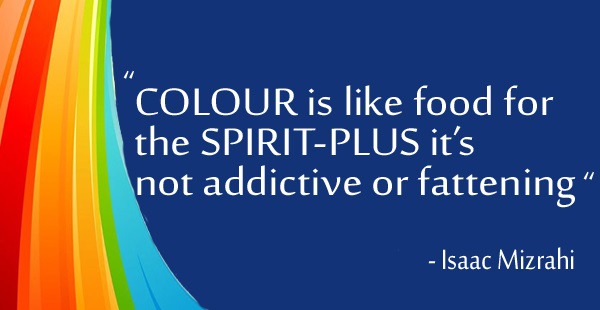 “COLOUR is like food for
the SPIRIT-PLUS it’s
not addictive or fattening “
- Isaac Mizrahi